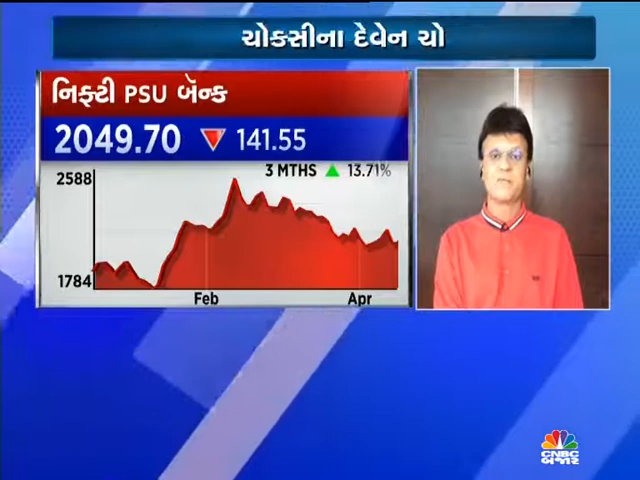 ચોકસીના દેવેન ચો
નિફ્ટી PSU બૅન્ક
2049.70 ▼ 141.55
3 MTHS ▲ 13.71%
2588
1784
Feb Apr
CNBC
બજાર